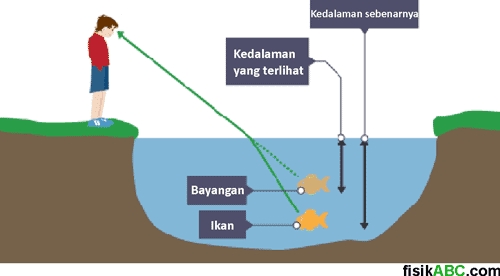 Kedalaman sebenarnya
Kedalaman
yang terlihat
Bayangan
Ikan
fisikABC.com